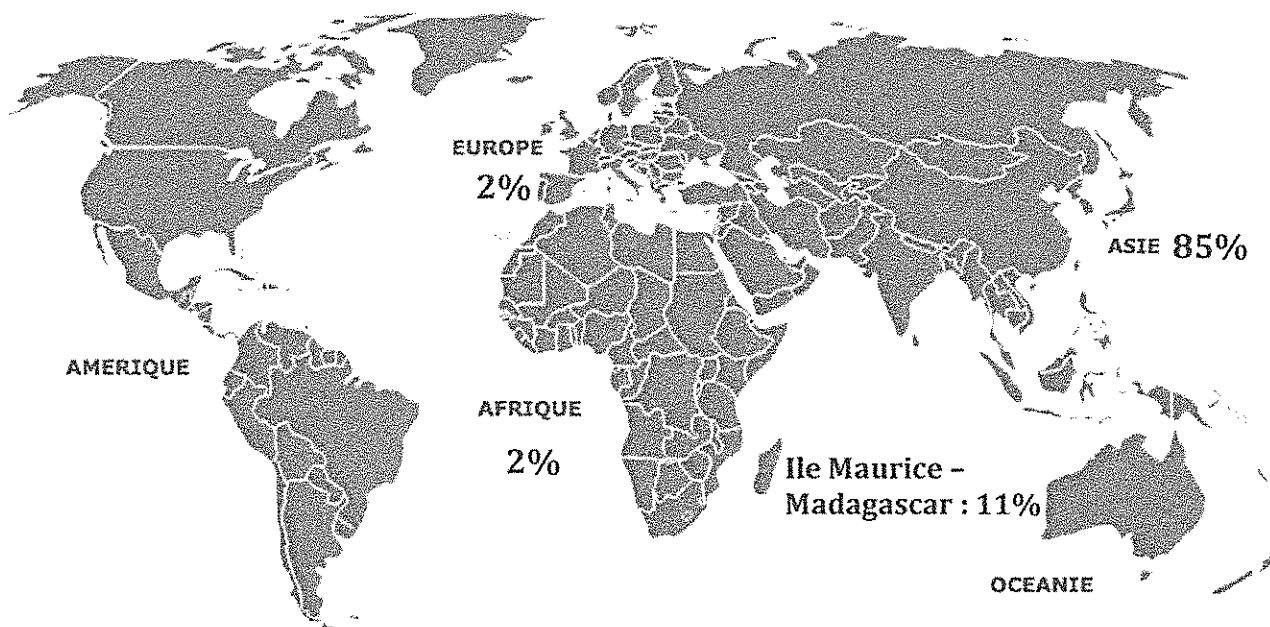 EUROPE
2%
ASIE 85%
AMERIQUE
AFRIQUE
2%
Ile Maurice –
Madagascar : 11%
OCEANIE